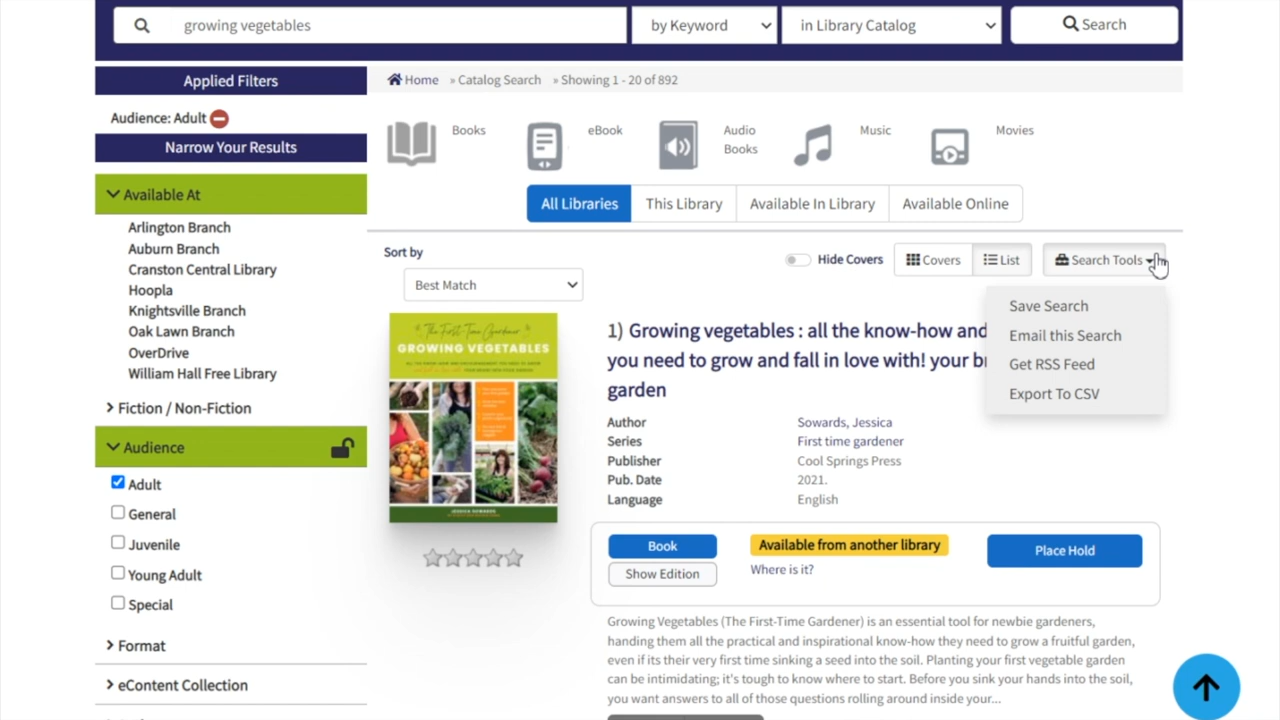 growing vegetables
by Keyword
in Library Catalog
Search
Applied Filters
Audience: Adult
Narrow Your Results
Available At
Arlington Branch
Auburn Branch
Cranston Central Library
Hoopla
Knightsville Branch
Oak Lawn Branch
OverDrive
William Hall Free Library
Fiction / Non-Fiction
Audience
Adult
General
Juvenile
Young Adult
Special
Format
eContent Collection
Home » Catalog Search » Showing 1 - 20 of 892
Books
eBook
Audio
Books
Music
Movies
All Libraries
This Library
Available In Library
Available Online
Sort by
Best Match
Hide Covers
Covers
List
Search Tools
Save Search
Email this Search
Get RSS Feed
Export To CSV
The First-Time Gardener
GROWING VEGETABLES
JESSICA SOWARDS
1) Growing vegetables : all the know-how and
you need to grow and fall in love with! your b
garden
Author Sowards, Jessica
Series First time gardener
Publisher Cool Springs Press
Pub. Date 2021.
Language English
Book
Show Edition
Available from another library
Where is it?
Place Hold
Growing Vegetables (The First-Time Gardener) is an essential tool for newbie gardeners,
handing them all the practical and inspirational know-how they need to grow a fruitful garden,
even if its their very first time sinking a seed into the soil. Planting your first vegetable garden
can be intimidating; it's tough to know where to start. Before you sink your hands into the soil,
you want answers to all of those questions rolling around inside your...